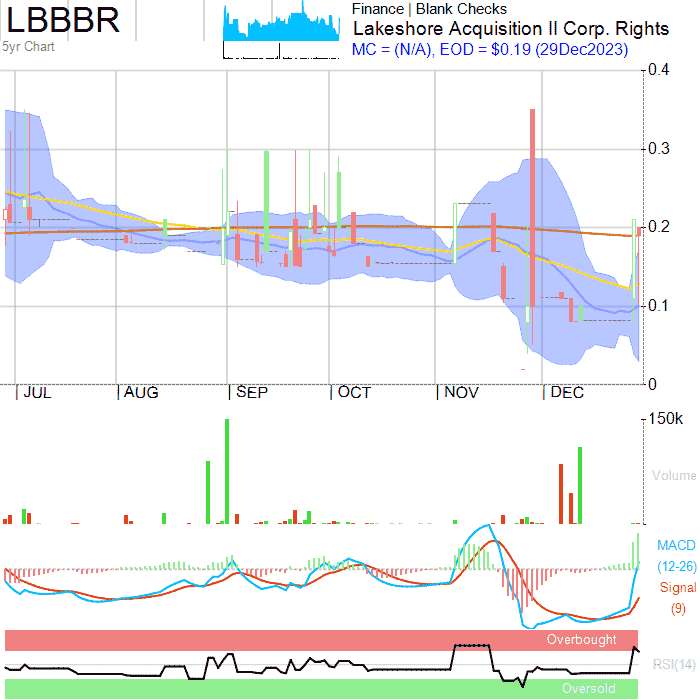 LBBBR
5yr Chart
Finance | Blank Checks
Lakeshore Acquisition II Corp. Rights
MC = (N/A), EOD = $0.19 (29Dec2023)
0.4
0.3
0.2
0.1
0
JUL AUG SEP OCT NOV DEC
150k
Volume
MACD
(12-26)
Signal
(9)
Overbought
RSI(14)
Oversold